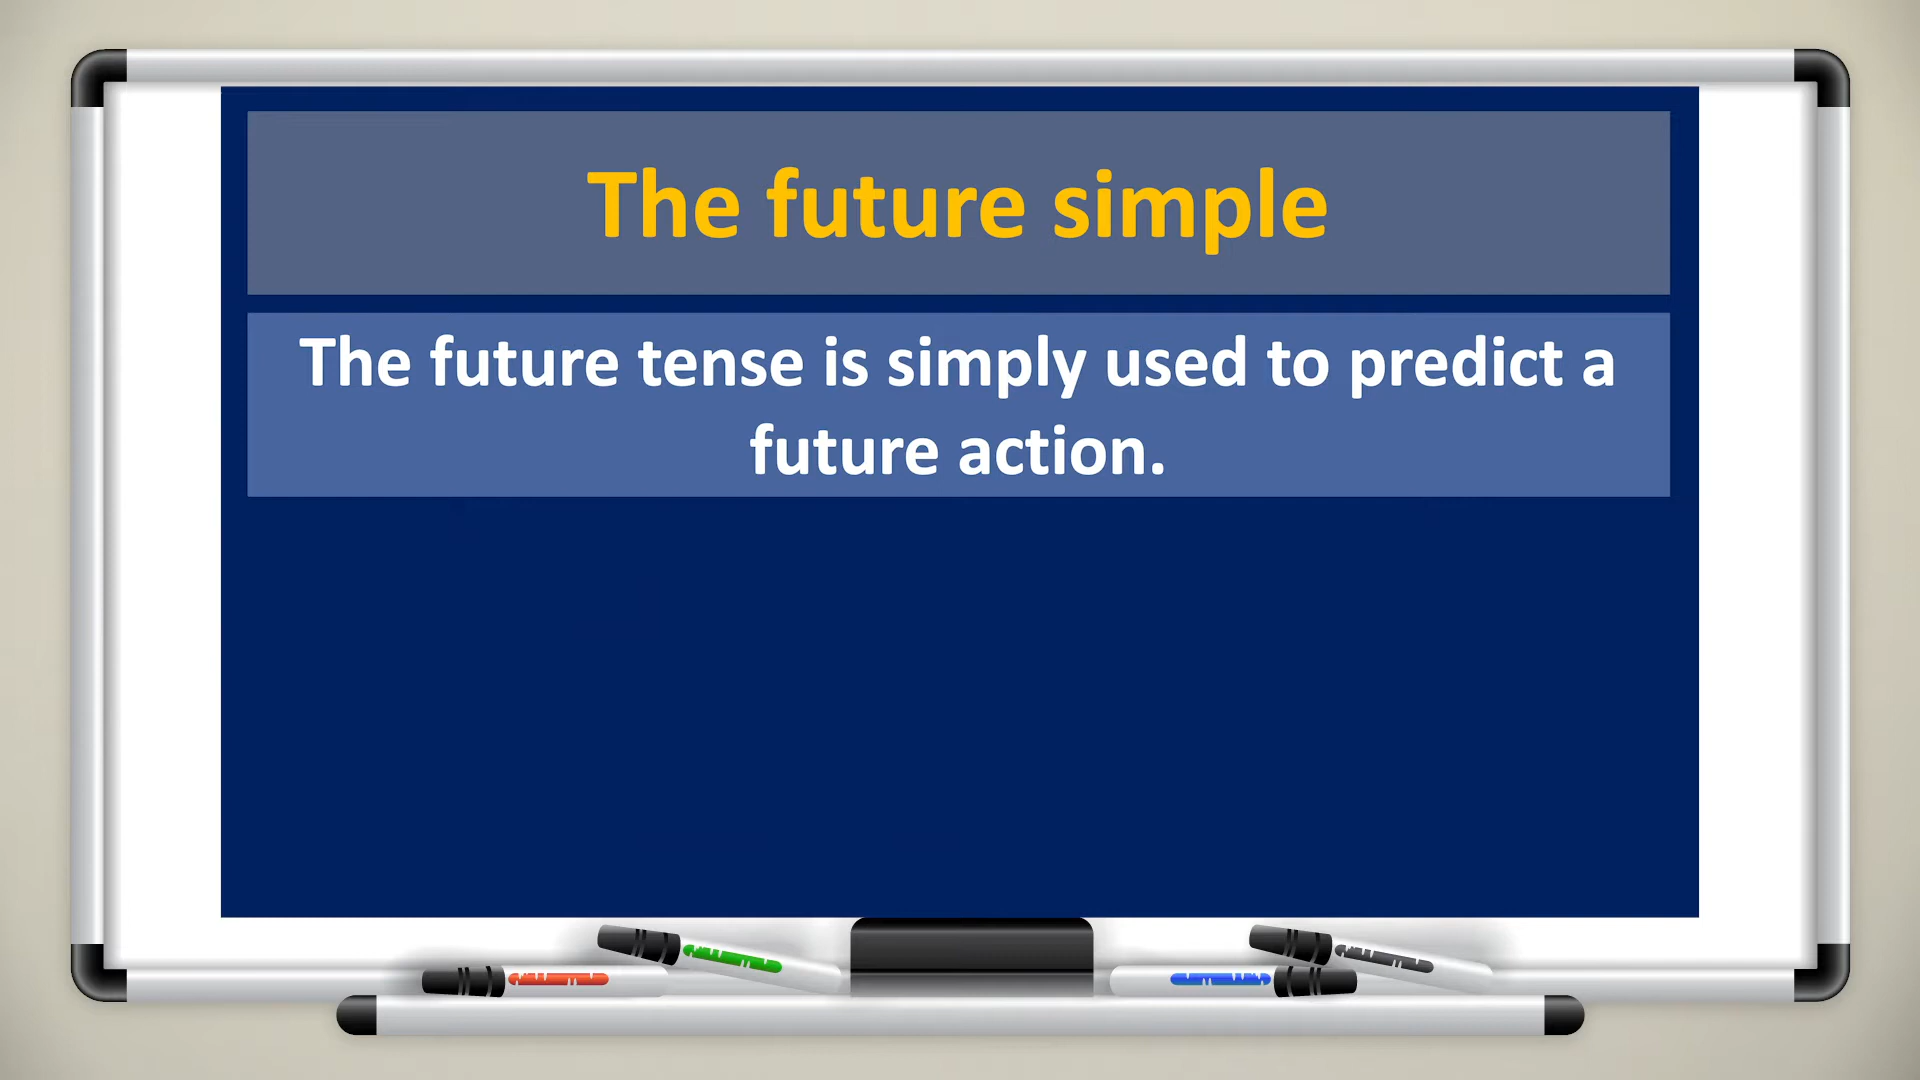 The future simple
The future tense is simply used to predict a
future action.